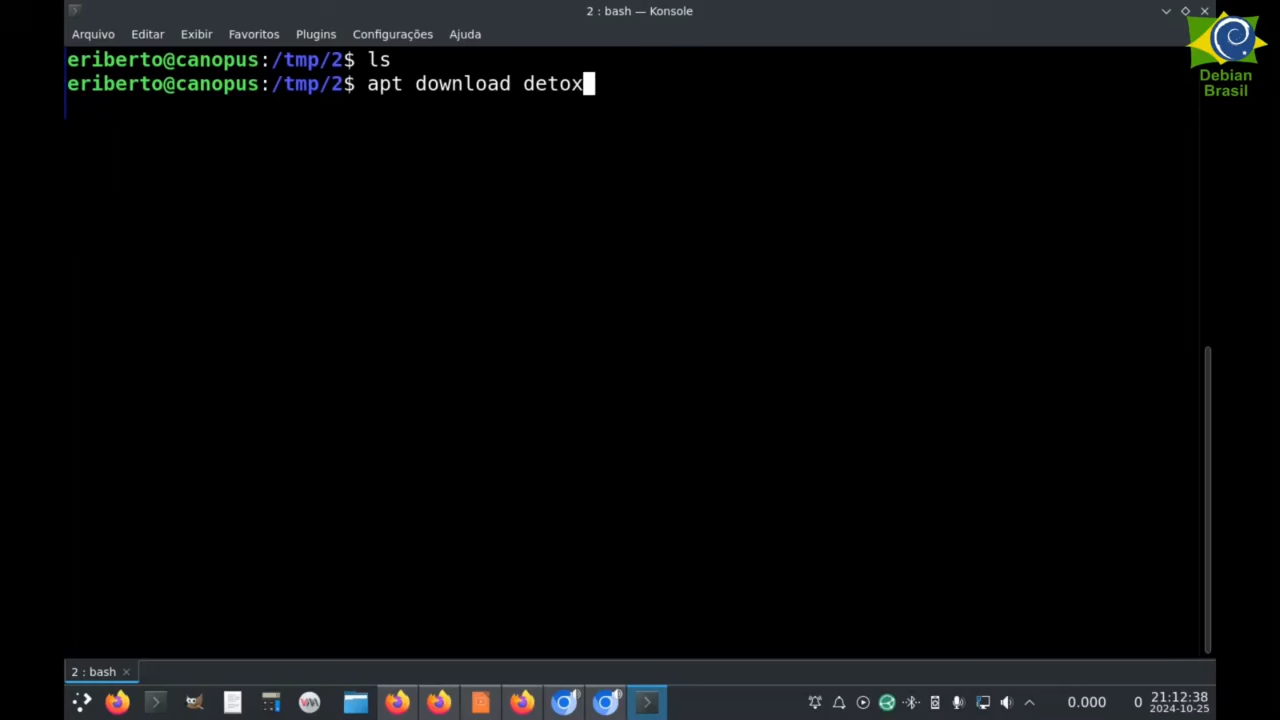 2 : bash — Konsole
Arquivo Editar Exibir Favoritos Plugins Configurações Ajuda
eriberto@canopus:/tmp/2$ ls
eriberto@canopus:/tmp/2$ apt download detox
Debian
Brasil
2 : bash
0.000 0 21:12:38
2024-10-25